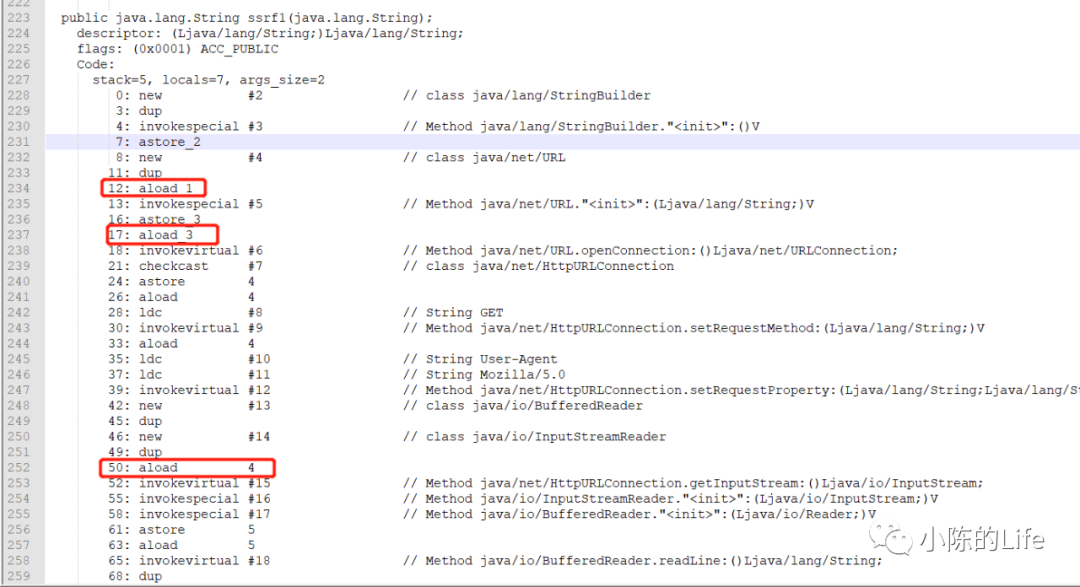 222
223 public java.lang.String ssrf1(java.lang.String);
224 descriptor: (Ljava/lang/String;)Ljava/lang/String;
225 flags: (0x0001) ACC_PUBLIC
226 Code:
227 stack=5, locals=7, args_size=2
228 0: new #2 // class java/lang/StringBuilder
229 3: dup
230 4: invokespecial #3 // Method java/lang/StringBuilder."<init>":()V
231 7: astore_2
232 8: new #4 // class java/net/URL
233 11: dup
234 12: aload_1
235 13: invokespecial #5 // Method java/net/URL."<init>":(Ljava/lang/String;)V
236 16: astore_3
237 17: aload_3
238 18: invokevirtual #6 // Method java/net/URL.openConnection:()Ljava/net/URLConnection;
239 21: checkcast #7 // class java/net/HttpURLConnection
240 24: astore 4
241 26: aload 4
242 28: ldc #8 // String GET
243 30: invokevirtual #9 // Method java/net/HttpURLConnection.setRequestMethod:(Ljava/lang/String;)V
244 33: aload 4
245 35: ldc #10 // String User-Agent
246 37: ldc #11 // String Mozilla/5.0
247 39: invokevirtual #12 // Method java/net/HttpURLConnection.setRequestProperty:(Ljava/lang/String;Ljava/lang/S
248 42: new #13 // class java/io/BufferedReader
249 45: dup
250 46: new #14 // class java/io/InputStreamReader
251 49: dup
252 50: aload 4
253 52: invokevirtual #15 // Method java/net/HttpURLConnection.getInputStream:()Ljava/io/InputStream;
254 55: invokespecial #16 // Method java/io/InputStreamReader."<init>":(Ljava/io/InputStream;)V
255 58: invokespecial #17 // Method java/io/BufferedReader."<init>":(Ljava/io/Reader;)V
256 61: astore 5
257 63: aload 5
258 65: invokevirtual #18 // Method java/io/BufferedReader.readLine:()Ljava/lang/String;
259 68: dup
小陈的Life